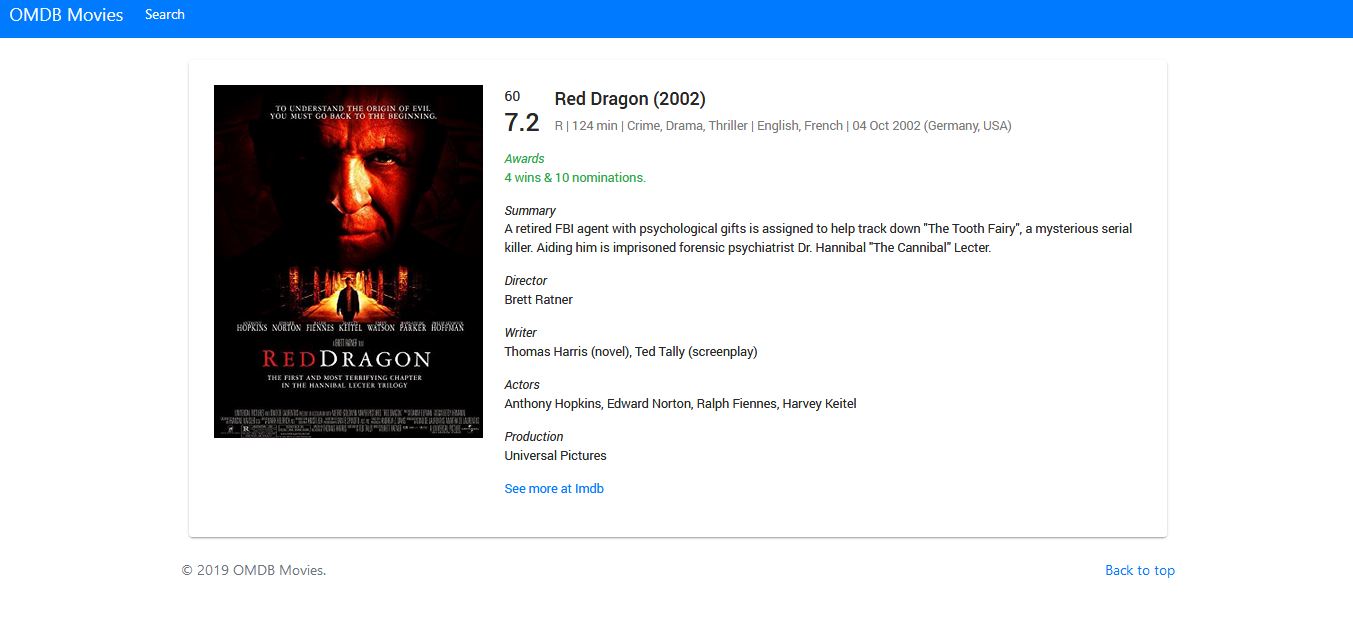 OMDB Movies Search
TO UNDERSTAND THE ORIGIN OF EVIL,
YOU MUST GO BACK TO THE BEGINNING.
HOPKINS NORTON FIENNES KEITEL WATSON PARKER HOFFMAN
RED DRAGON
THE FIRST AND MOST TERRIFYING CHAPTER
IN THE HANNIBAL LECTER TRILOGY
R
60
7.2
Red Dragon (2002)
R | 124 min | Crime, Drama, Thriller | English, French | 04 Oct 2002 (Germany, USA)
Awards
4 wins & 10 nominations.
Summary
A retired FBI agent with psychological gifts is assigned to help track down "The Tooth Fairy", a mysterious serial
killer. Aiding him is imprisoned forensic psychiatrist Dr. Hannibal "The Cannibal" Lecter.
Director
Brett Ratner
Writer
Thomas Harris (novel), Ted Tally (screenplay)
Actors
Anthony Hopkins, Edward Norton, Ralph Fiennes, Harvey Keitel
Production
Universal Pictures
See more at Imdb
© 2019 OMDB Movies.
Back to top